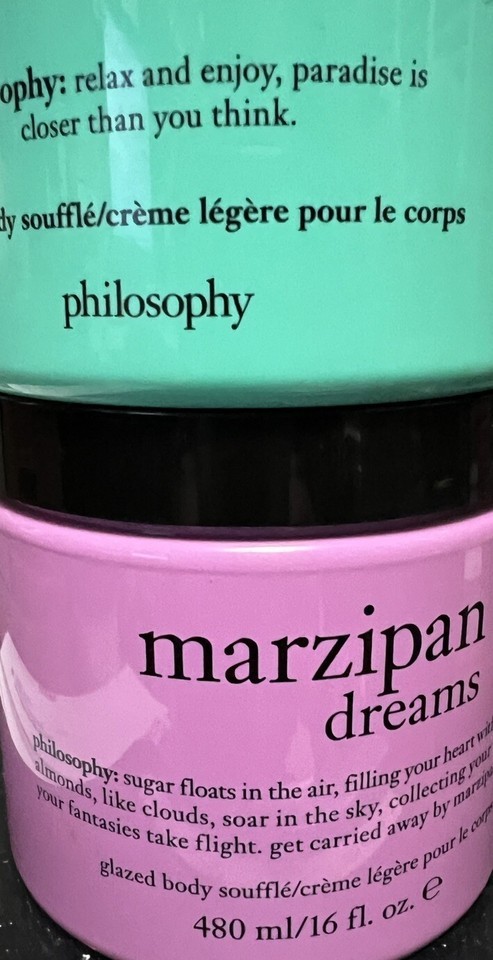 ophy: relax and enjoy, paradise is
closer than you think.
dy soufflé/crème légère pour le corps
philosophy
marzipan
dreams
philosophy: sugar floats in the air, filling your heart with
almonds, like clouds, soar in the sky, collecting your
your fantasies take flight. get carried away by marzipa
glazed body soufflé/crème légère pour le corps
480 ml/16 fl. oz. ℮